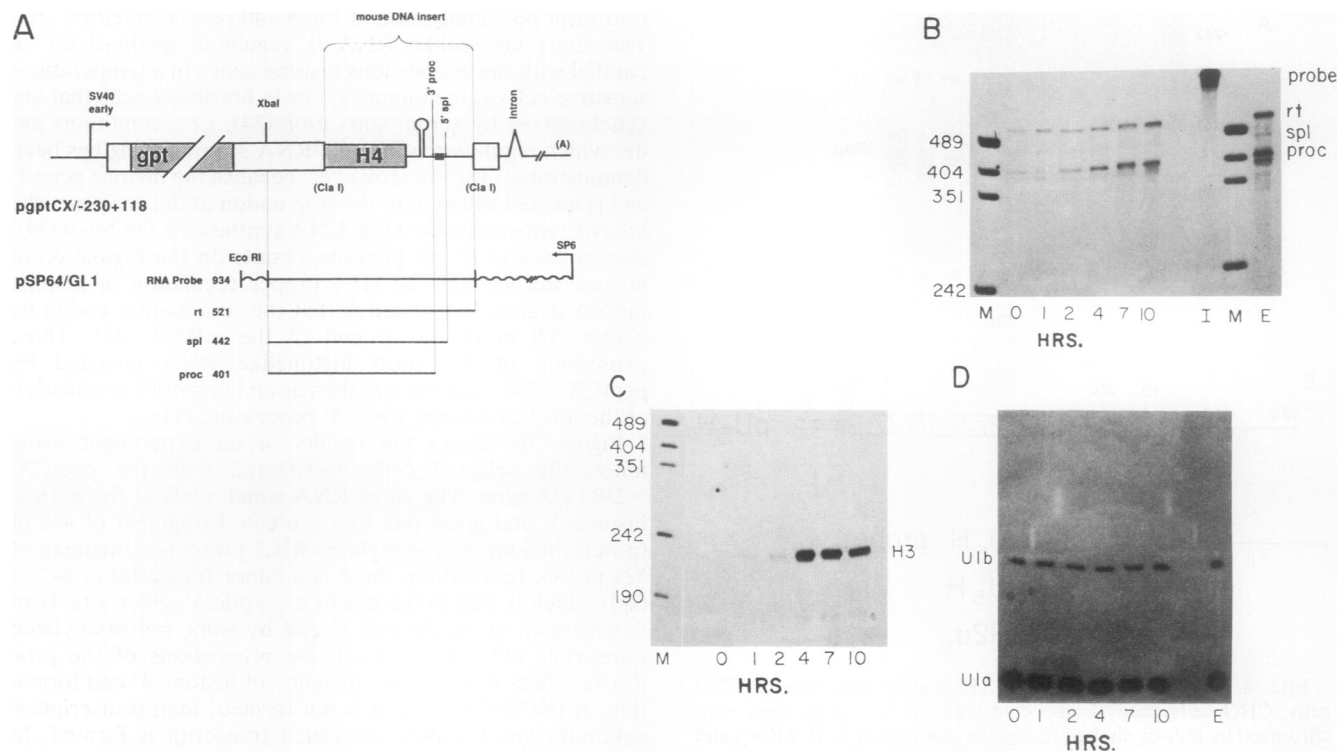 A
mouse DNA insert
SV40
early
XbaI
3' proc
5' spl
intron
gpt
H4
(A)
(Cla I)
(Cla I)
pgptCX/-230+118
Eco RI
SP6
pSP64/GL1
RNA Probe
rt 521
spl 442
proc 401
B
probe
rt
spl
proc
489
404
351
242
M 0 1 2 4 7 10 I M E
HRS.
C
489
404
351
242
190
H3
M 0 1 2 4 7 10
HRS.
D
U1b
U1a
0 1 2 4 7 10 E
HRS.